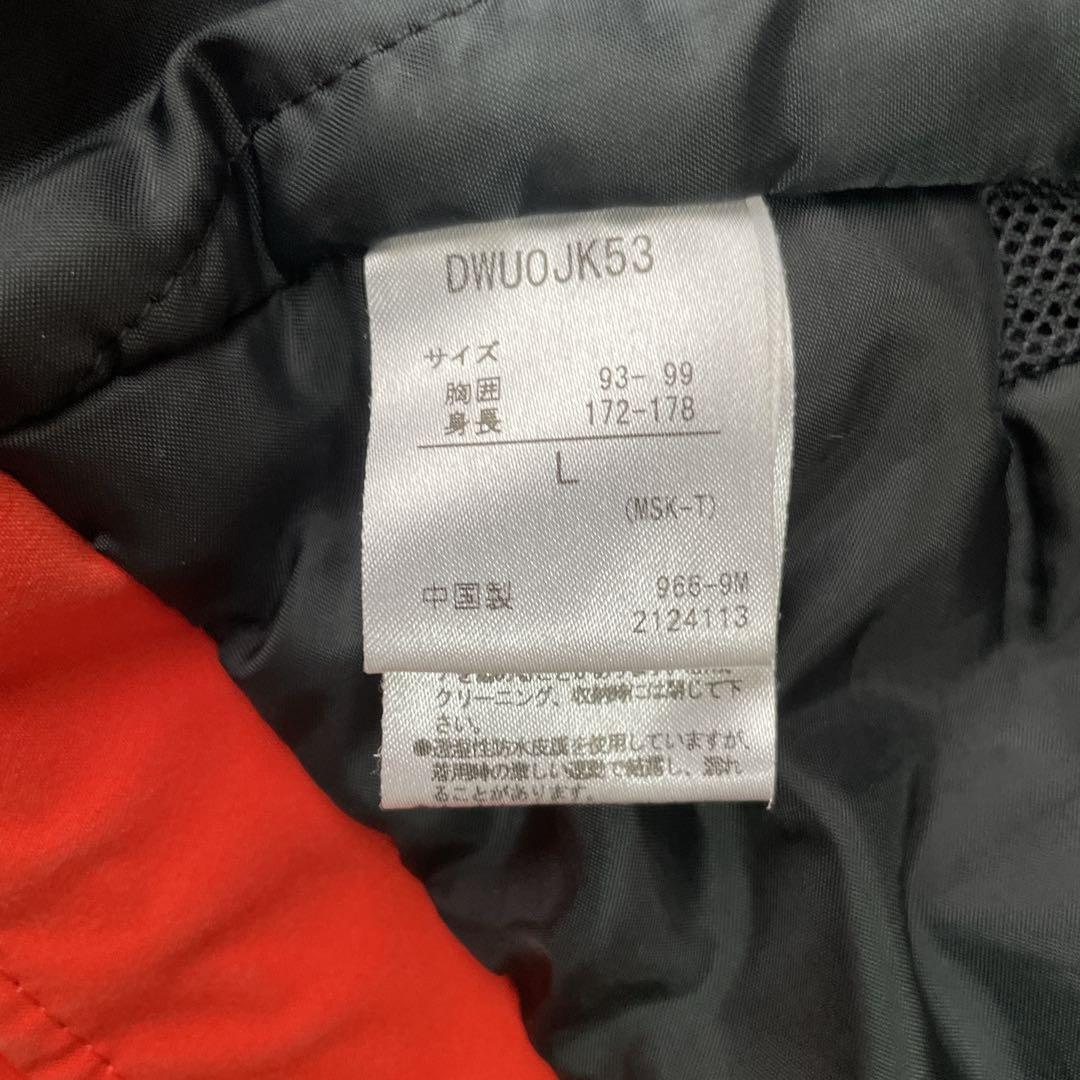 DWUOJK53
サイズ
胸囲 93- 99
身長 172-178
L
(MSK-T)
中国製 966-9M
2124113
クリーニング、収納時には閉じて下
さい。
●透湿性防水皮膜を使用していますが、
着用時の激しい運動で結露し、濡れ
ることがあります。